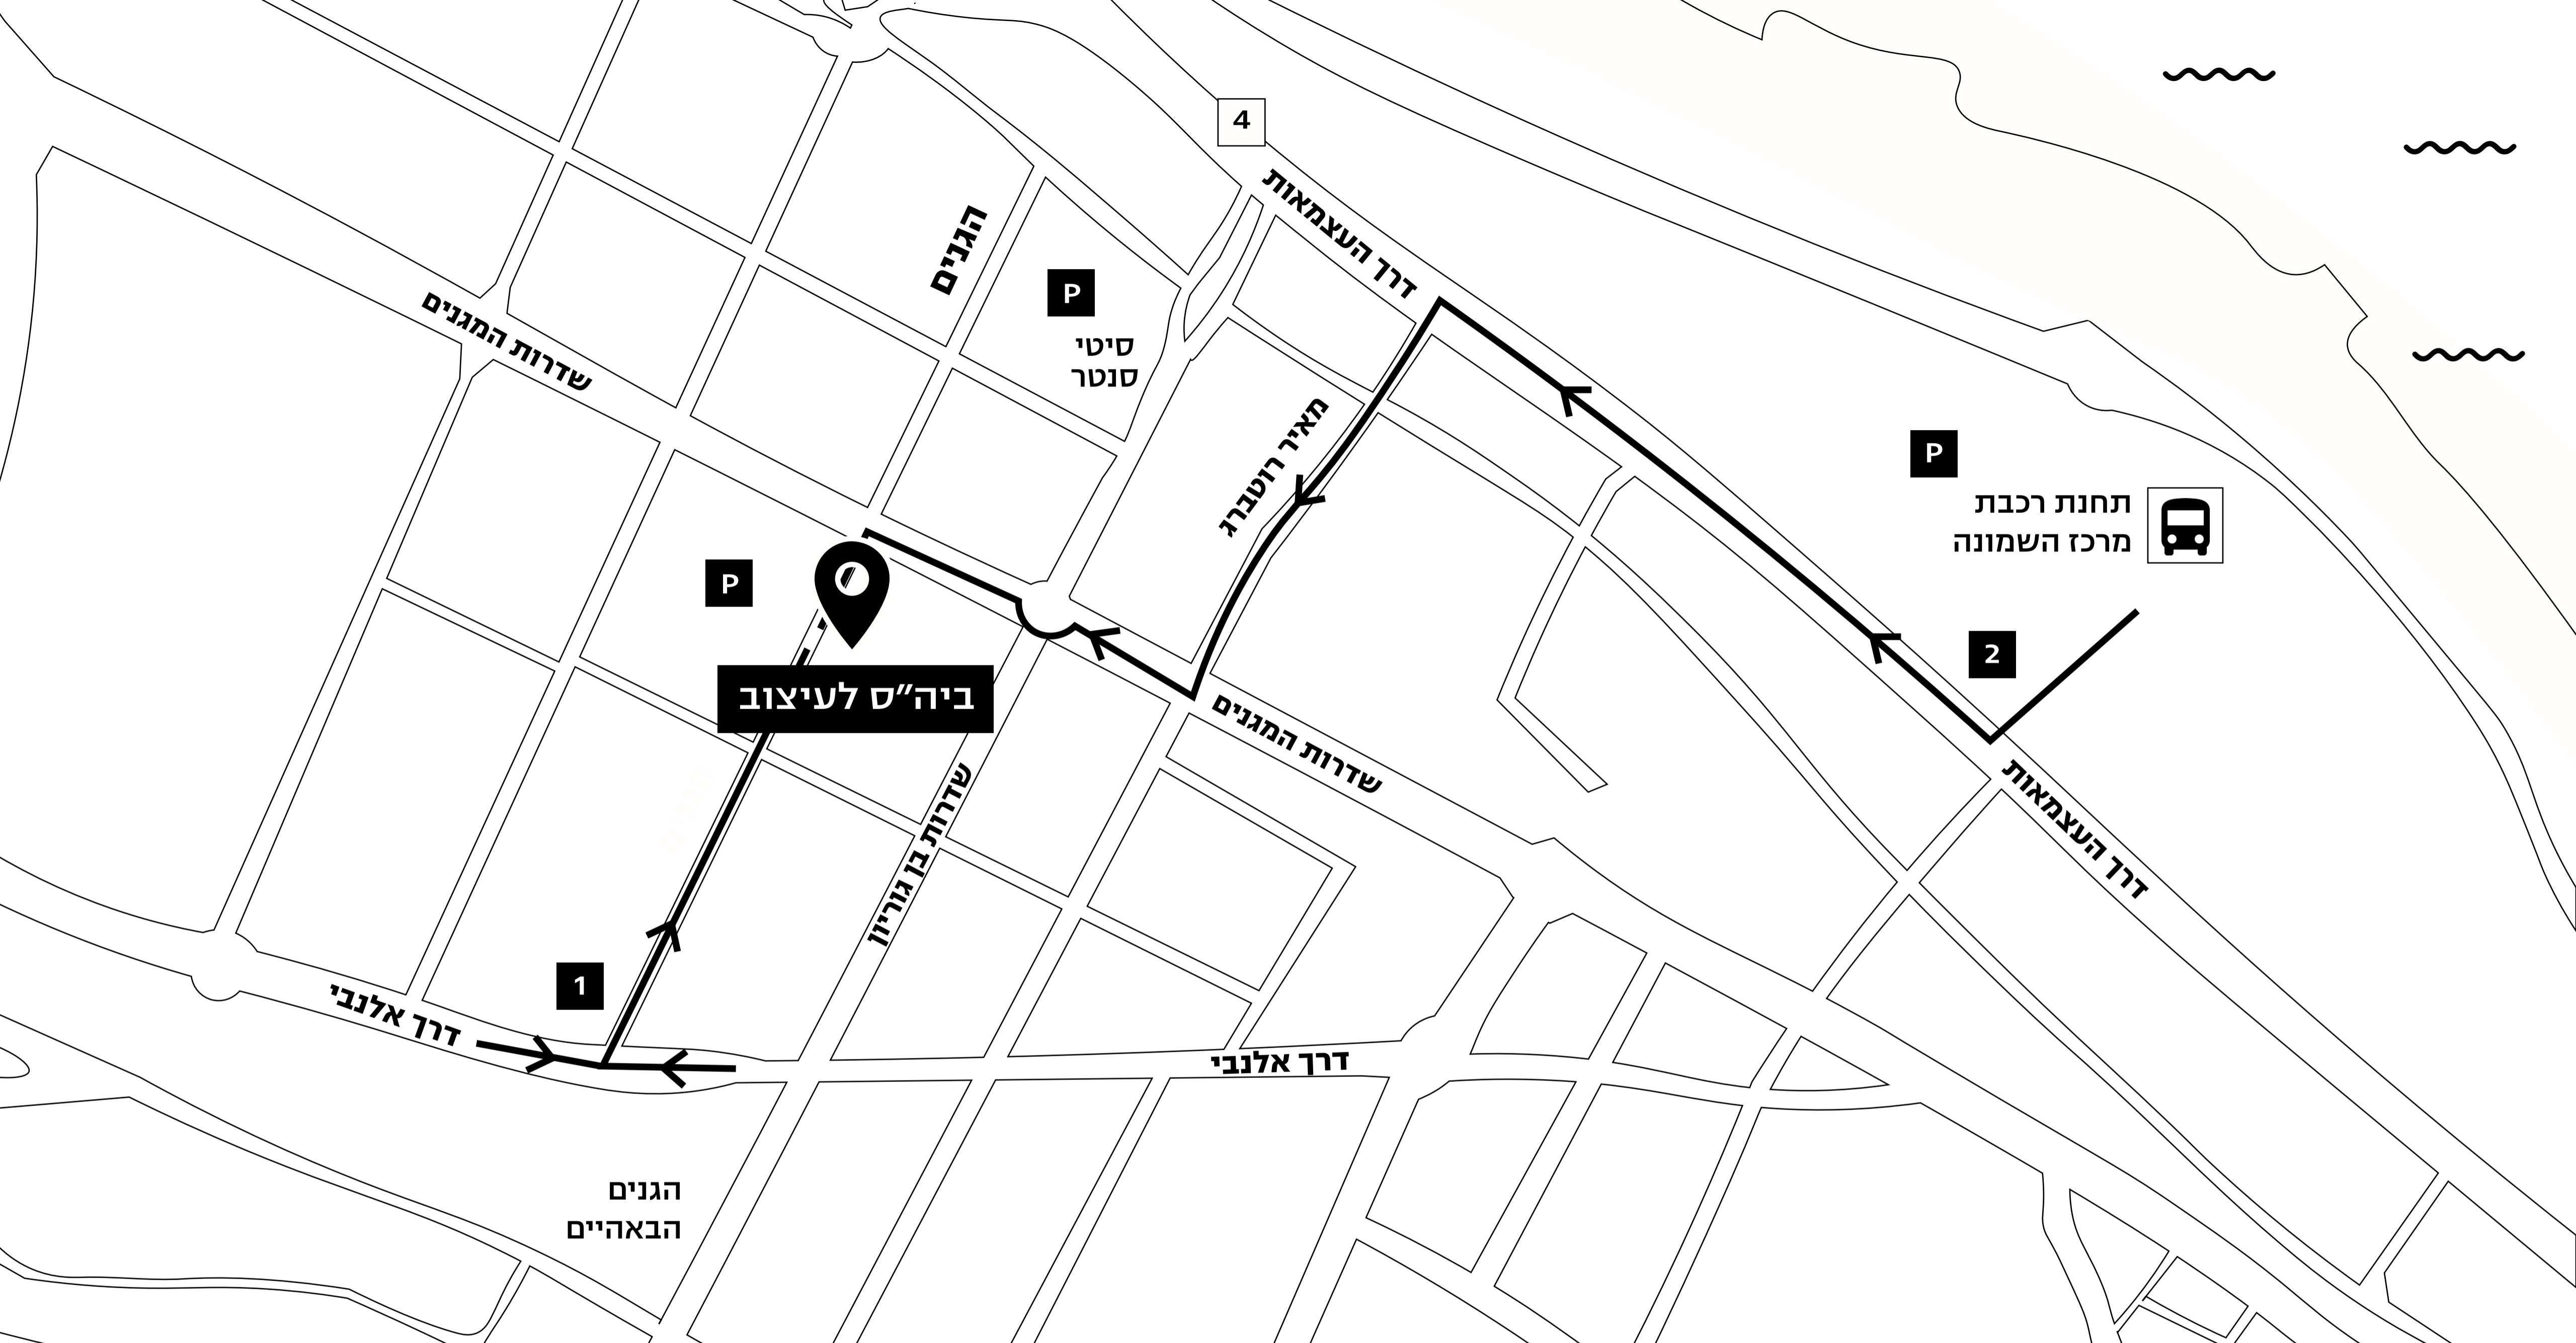 4
דרך העצמאות
הגנים
P
סיטי
סנטר
שדרות המגנים
מאיר רוטברג
P
תחנת רכבת
מרכז השמונה
P
2
ביה״ס לעיצוב
שדרות המגנים
דרך העצמאות
שדרות בן גוריון
1
דרך אלנבי
דרך אלנבי
הגנים
הבאהיים